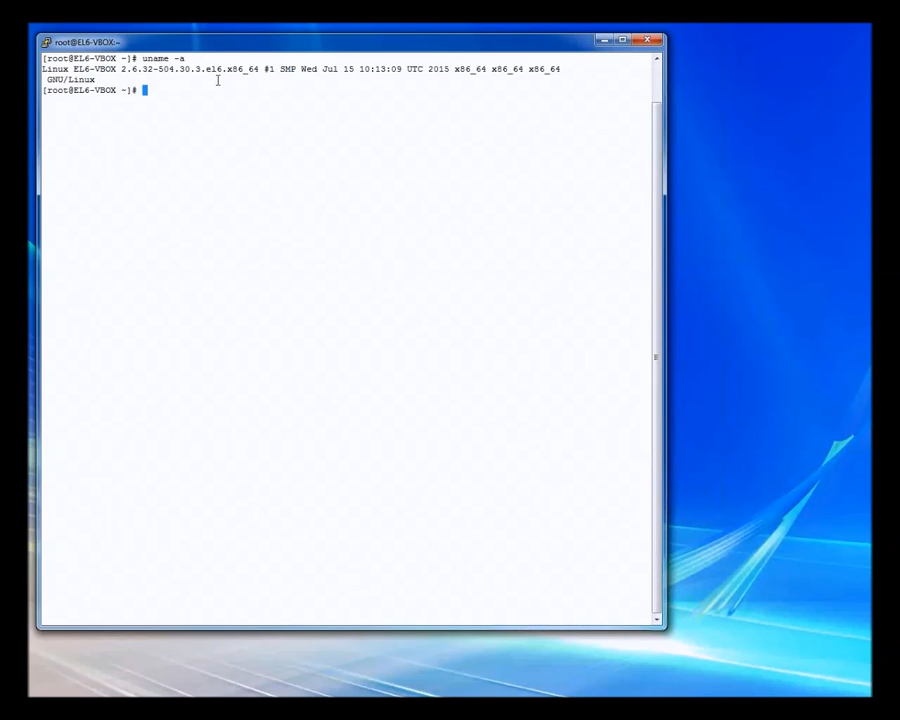 root@EL6-VBOX:~
[root@EL6-VBOX ~]# uname -a
Linux EL6-VBOX 2.6.32-504.30.3.el6.x86_64 #1 SMP Wed Jul 15 10:13:09 UTC 2015 x86_64 x86_64 x86_64
GNU/Linux
[root@EL6-VBOX ~]#